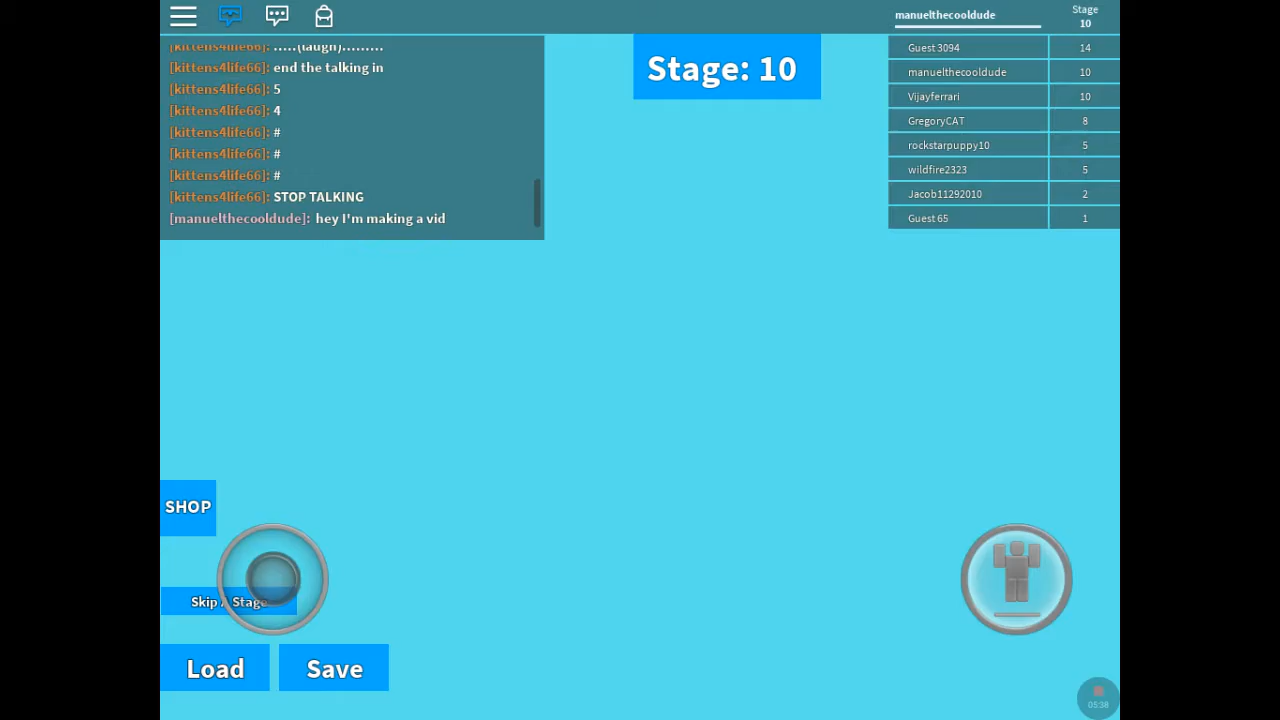 manuelthecooldude
Stage
10
[kittens4life66]: .....(laugh).........
[kittens4life66]: end the talking in
[kittens4life66]: 5
[kittens4life66]: 4
[kittens4life66]: #
[kittens4life66]: #
[kittens4life66]: #
[kittens4life66]: STOP TALKING
[manuelthecooldude]: hey I'm making a vid
Stage: 10
Guest 3094 14
manuelthecooldude 10
Vijayferrari 10
GregoryCAT 8
rockstarpuppy10 5
wildfire2323 5
Jacob11292010 2
Guest 65 1
SHOP
Skip A Stage
Load
Save
05:38